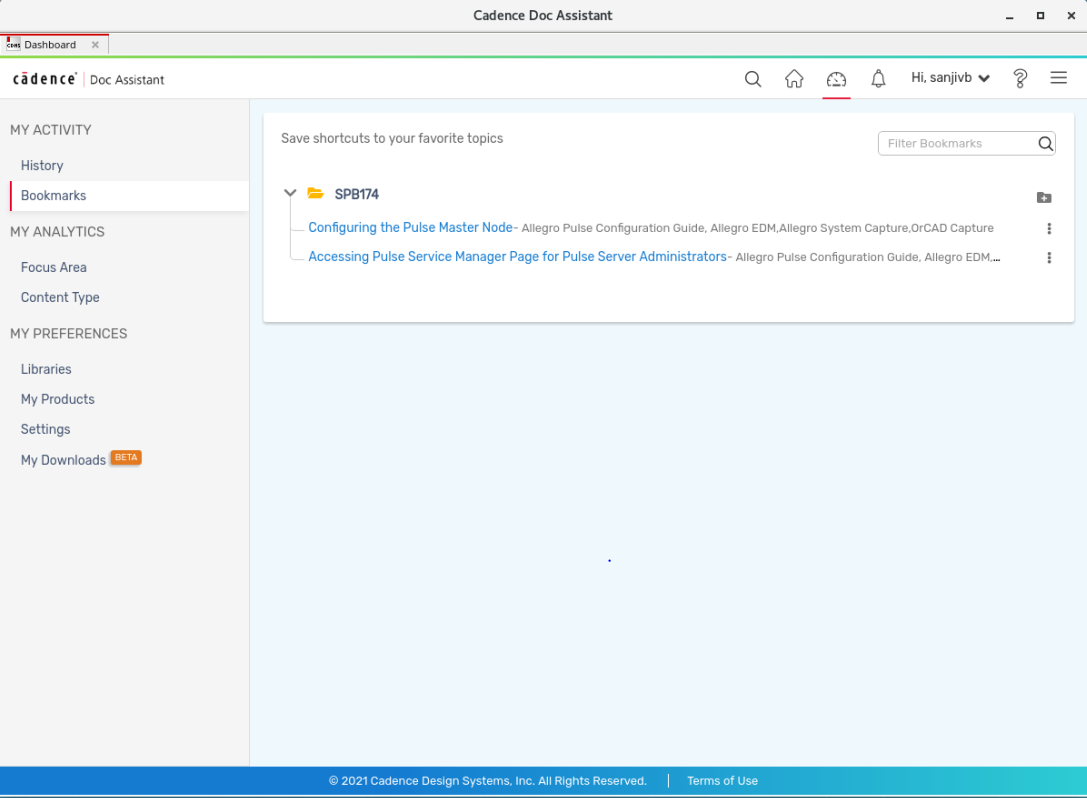 Cadence Doc Assistant
Dashboard
cādence Doc Assistant
Hi, sanjivb
MY ACTIVITY
History
Bookmarks
MY ANALYTICS
Focus Area
Content Type
MY PREFERENCES
Libraries
My Products
Settings
My Downloads BETA
Save shortcuts to your favorite topics
Filter Bookmarks
SPB174
Configuring the Pulse Master Node- Allegro Pulse Configuration Guide, Allegro EDM,Allegro System Capture,OrCAD Capture
Accessing Pulse Service Manager Page for Pulse Server Administrators- Allegro Pulse Configuration Guide, Allegro EDM,...
© 2021 Cadence Design Systems, Inc. All Rights Reserved. | Terms of Use